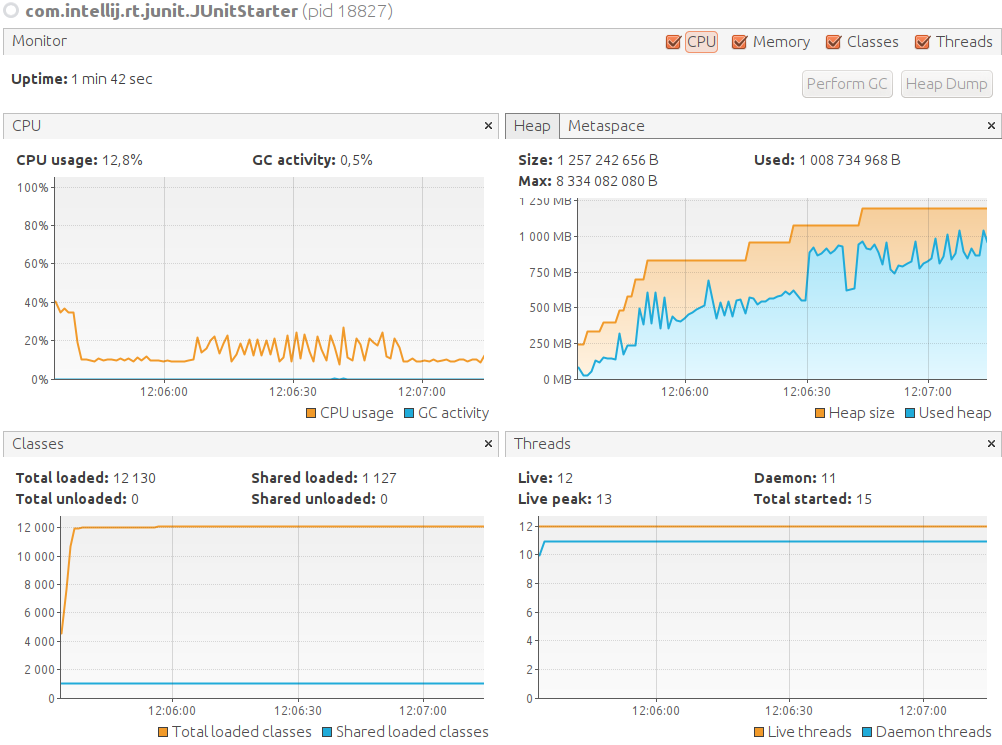 com.intellij.rt.junit.JUnitStarter (pid 18827)
Monitor
CPU Memory Classes Threads
Uptime: 1 min 42 sec
Perform GC Heap Dump
CPU
CPU usage: 12,8% GC activity: 0,5%
100%
80%
60%
40%
20%
0%
12:06:00 12:06:30 12:07:00
CPU usage GC activity
Heap Metaspace
Size: 1 257 242 656 B Used: 1 008 734 968 B
Max: 8 334 082 080 B
1 250 MB
1 000 MB
750 MB
500 MB
250 MB
0 MB
12:06:00 12:06:30 12:07:00
Heap size Used heap
Classes
Total loaded: 12 130 Shared loaded: 1 127
Total unloaded: 0 Shared unloaded: 0
12 000
10 000
8 000
6 000
4 000
2 000
0
12:06:00 12:06:30 12:07:00
Total loaded classes Shared loaded classes
Threads
Live: 12 Daemon: 11
Live peak: 13 Total started: 15
12
10
8
6
4
2
0
12:06:00 12:06:30 12:07:00
Live threads Daemon threads